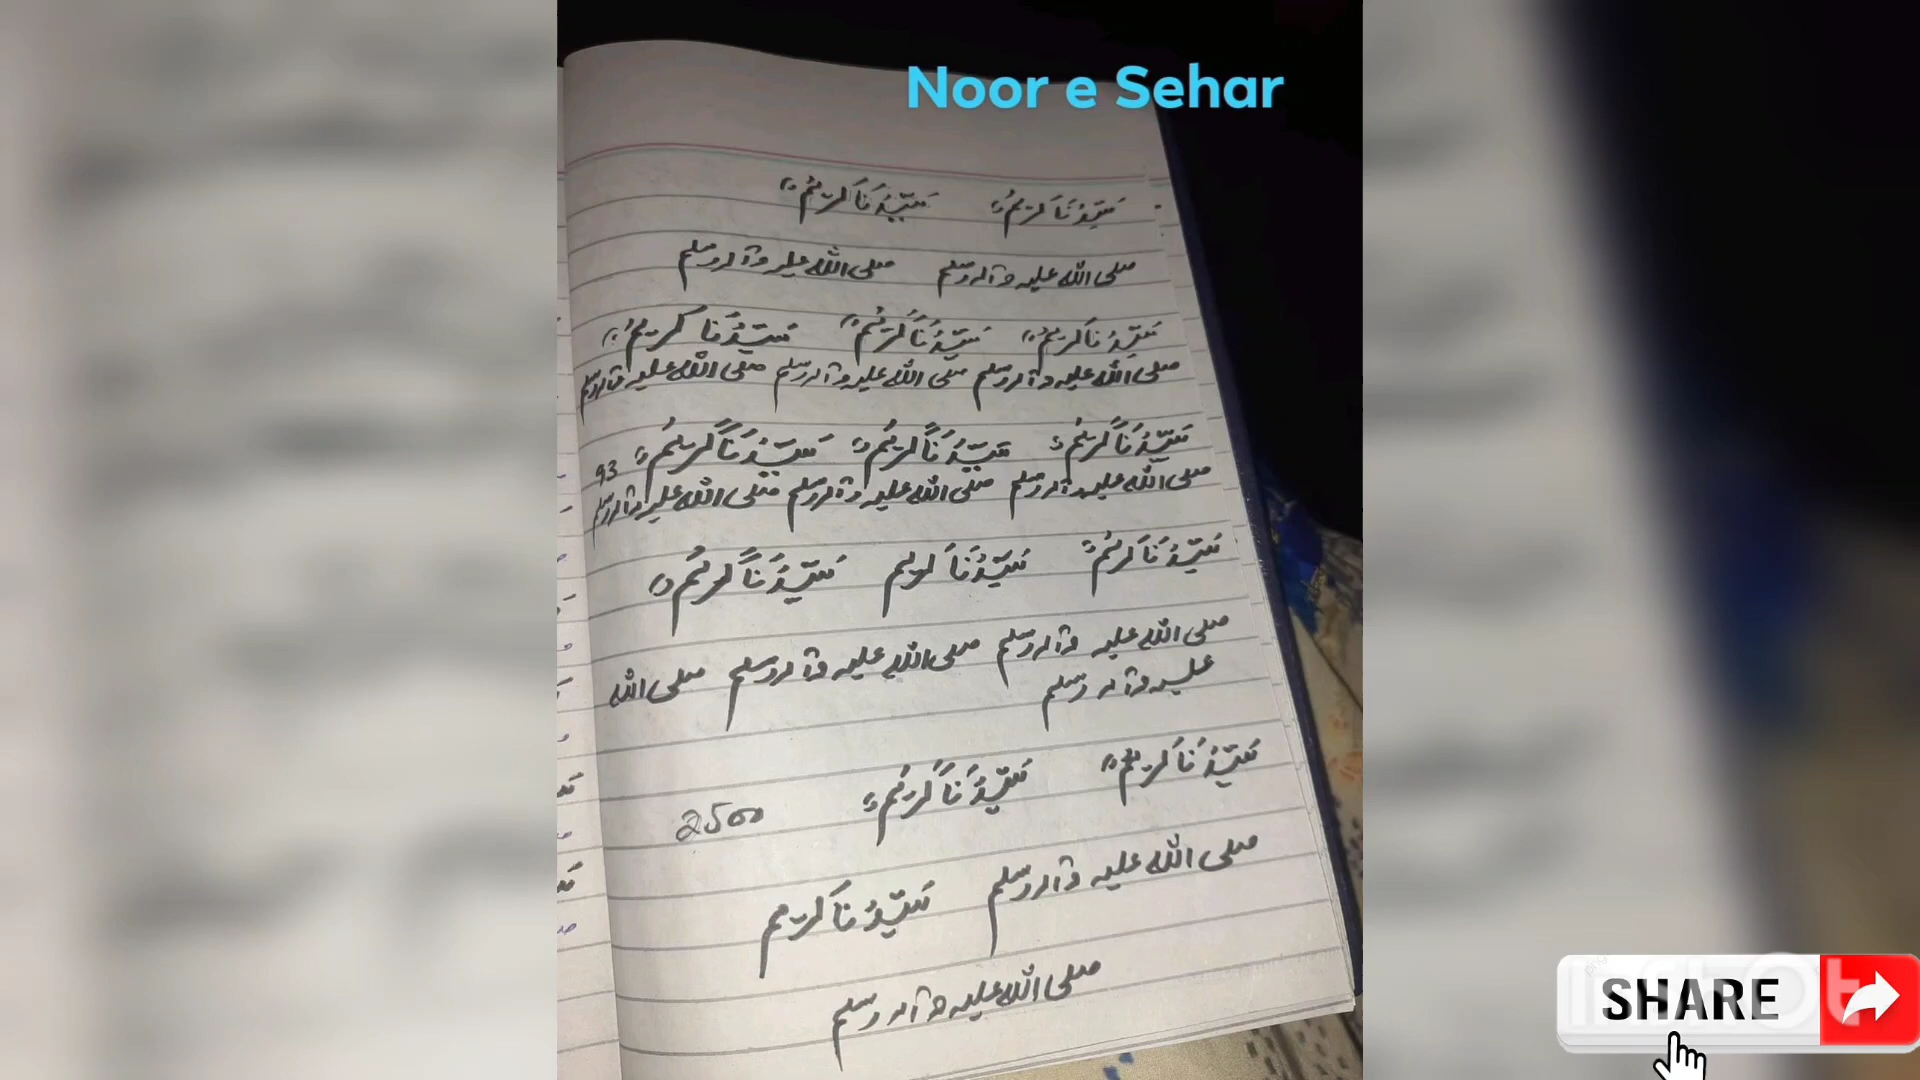 Noor e Sehar
سَیِّدُنَا کَرِیْمٌ سَیِّدُنَا کَرِیْمٌ
صلی اللہ علیہ وآلہ وسلم صلی اللہ علیہ وآلہ وسلم
سَیِّدُنَا کَرِیْمٌ سَیِّدُنَا کَرِیْمٌ سَیِّدُنَا کَرِیْمٌ
صلی اللہ علیہ وآلہ وسلم صلی اللہ علیہ وآلہ وسلم صلی اللہ علیہ وآلہ وسلم
سَیِّدُنَا کَرِیْمٌ سَیِّدُنَا کَرِیْمٌ سَیِّدُنَا کَرِیْمٌ 93
صلی اللہ علیہ وآلہ وسلم صلی اللہ علیہ وآلہ وسلم صلی اللہ علیہ وآلہ وسلم
سَیِّدُنَا کَرِیْمٌ سَیِّدُنَا کَریم سَیِّدُنَا کَرِیْمٌ
صلی اللہ علیہ وآلہ وسلم صلی اللہ علیہ وآلہ وسلم صلی اللہ
علیہ وآلہ وسلم
سَیِّدُنَا کَرِیْمٌ سَیِّدُنَا کَرِیْمٌ 2500
صلی اللہ علیہ وآلہ وسلم سَیِّدُنَا کَریم
صلی اللہ علیہ وآلہ وسلم
SHARE